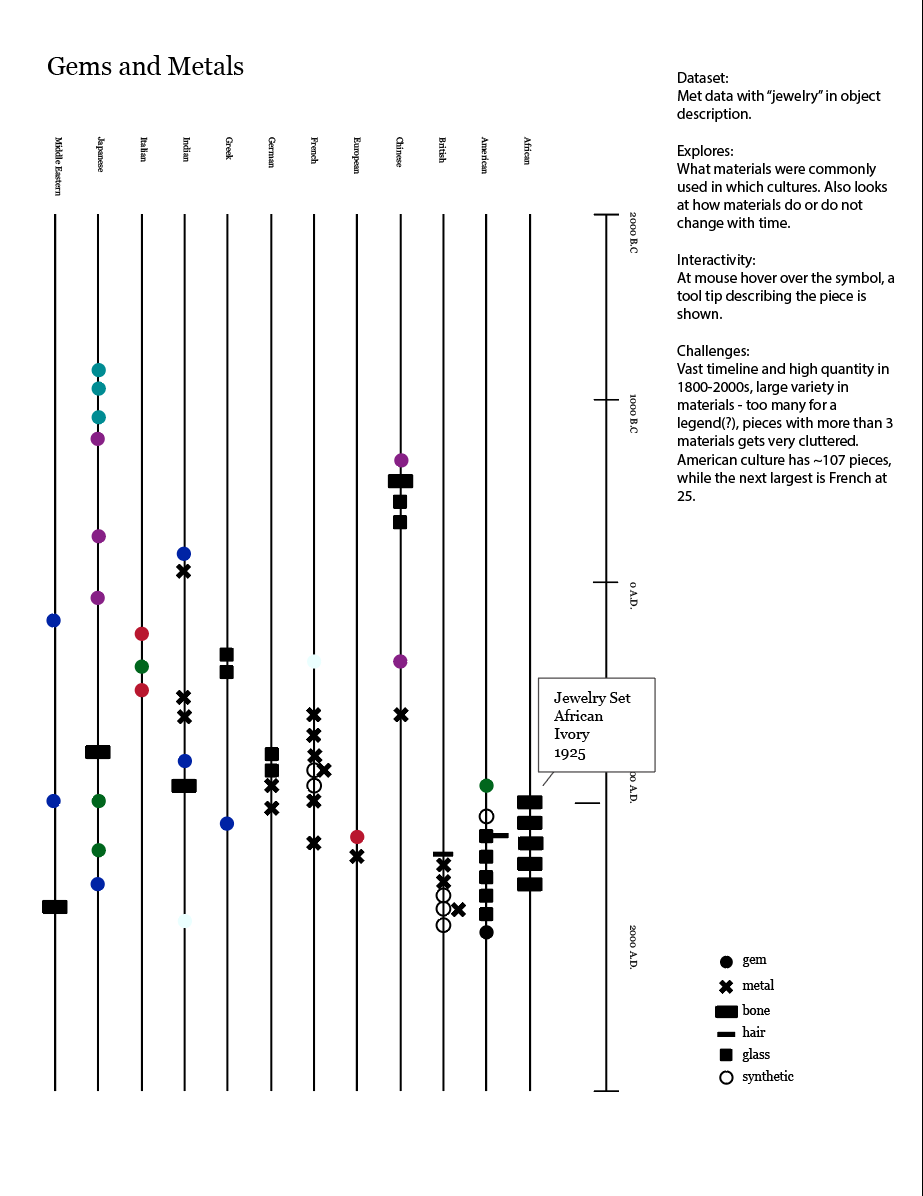 Gems and Metals
Dataset:
Met data with “jewelry” in object
description.
Explores:
What materials were commonly
used in which cultures. Also looks
at how materials do or do not
change with time.
Interactivity:
At mouse hover over the symbol, a
tool tip describing the piece is
shown.
Challenges:
Vast timeline and high quantity in
1800-2000s, large variety in
materials - too many for a
legend(?), pieces with more than 3
materials gets very cluttered.
American culture has ~107 pieces,
while the next largest is French at
25.
Middle Eastern
Japanese
Italian
Indian
Greek
German
French
European
Chinese
British
American
African
2000 B.C
1000 B.C
0 A.D.
Jewelry Set
African
Ivory
1925
A.D.
2000 A.D.
gem
metal
bone
hair
glass
synthetic